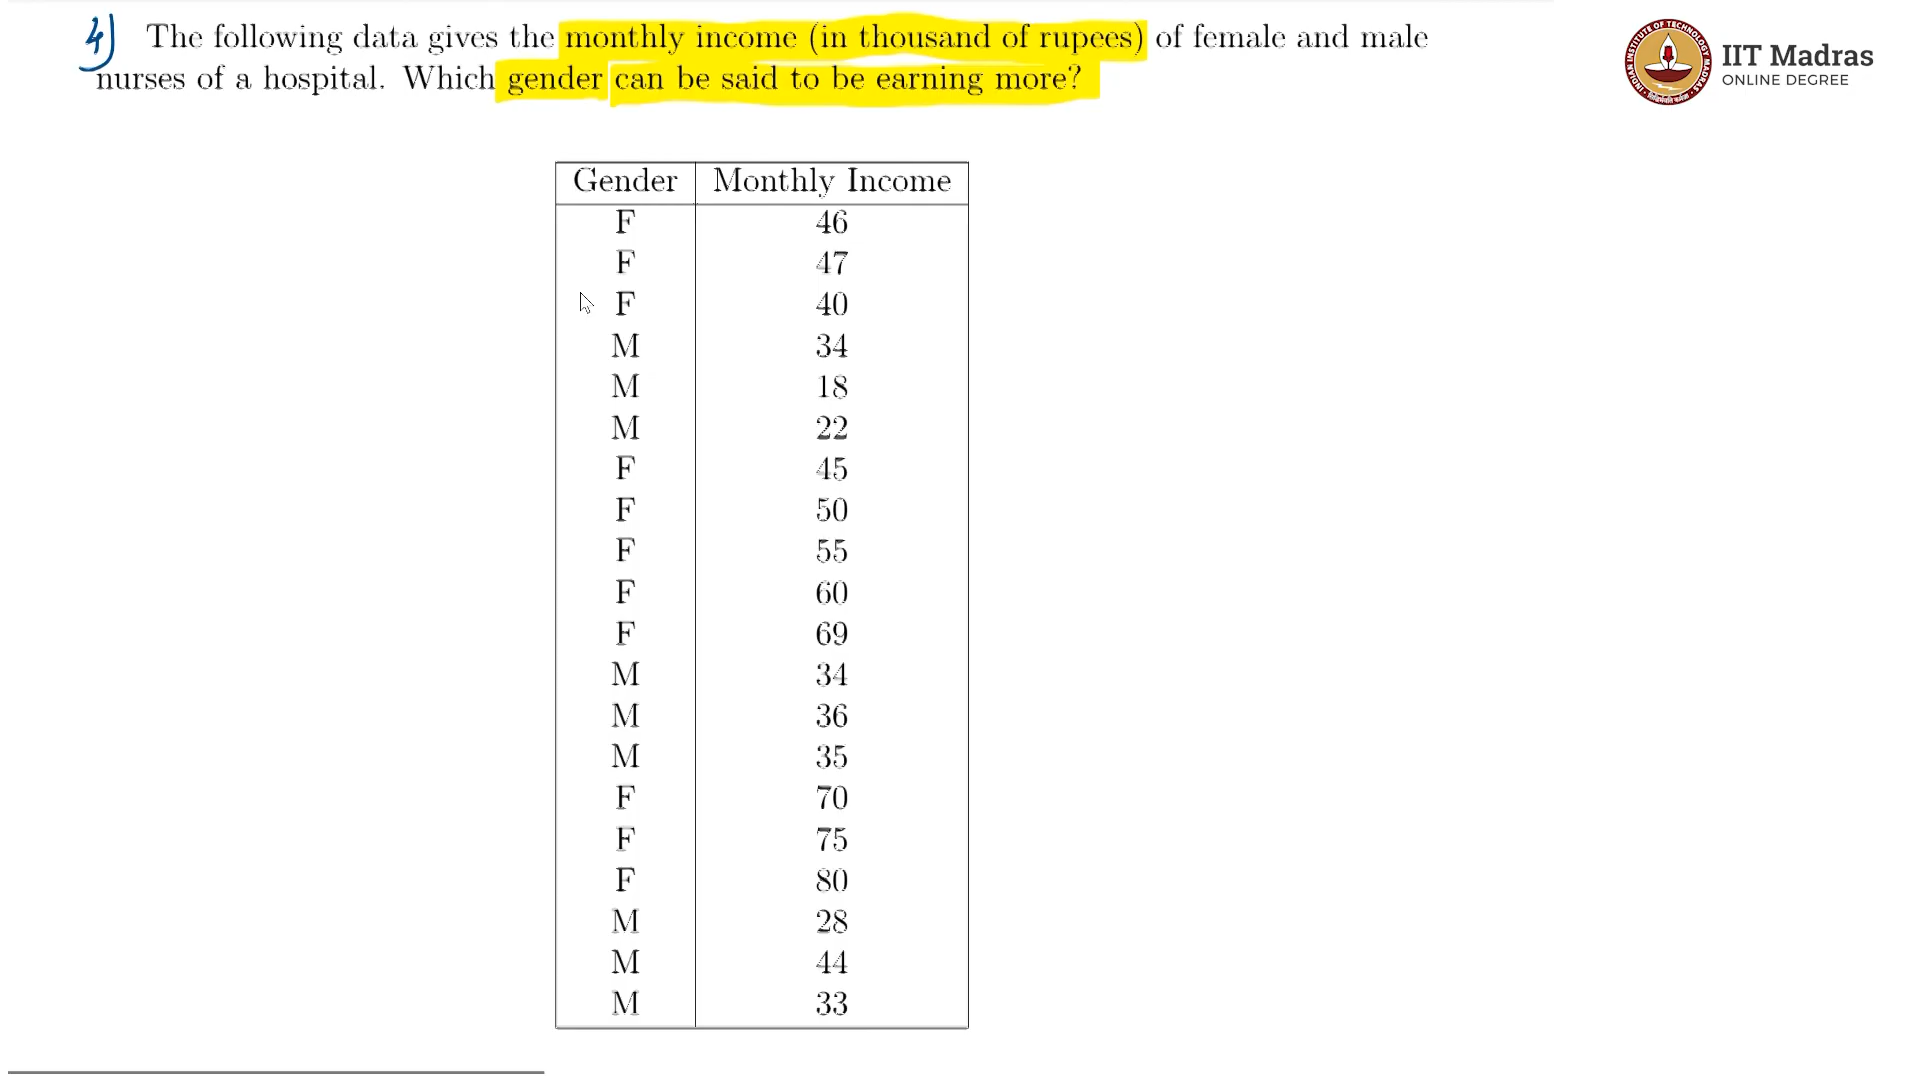 4) The following data gives the monthly income (in thousand of rupees) of female and male
nurses of a hospital. Which gender can be said to be earning more?
IIT Madras
ONLINE DEGREE
Gender Monthly Income
F 46
F 47
F 40
M 34
M 18
M 22
F 45
F 50
F 55
F 60
F 69
M 34
M 36
M 35
F 70
F 75
F 80
M 28
M 44
M 33